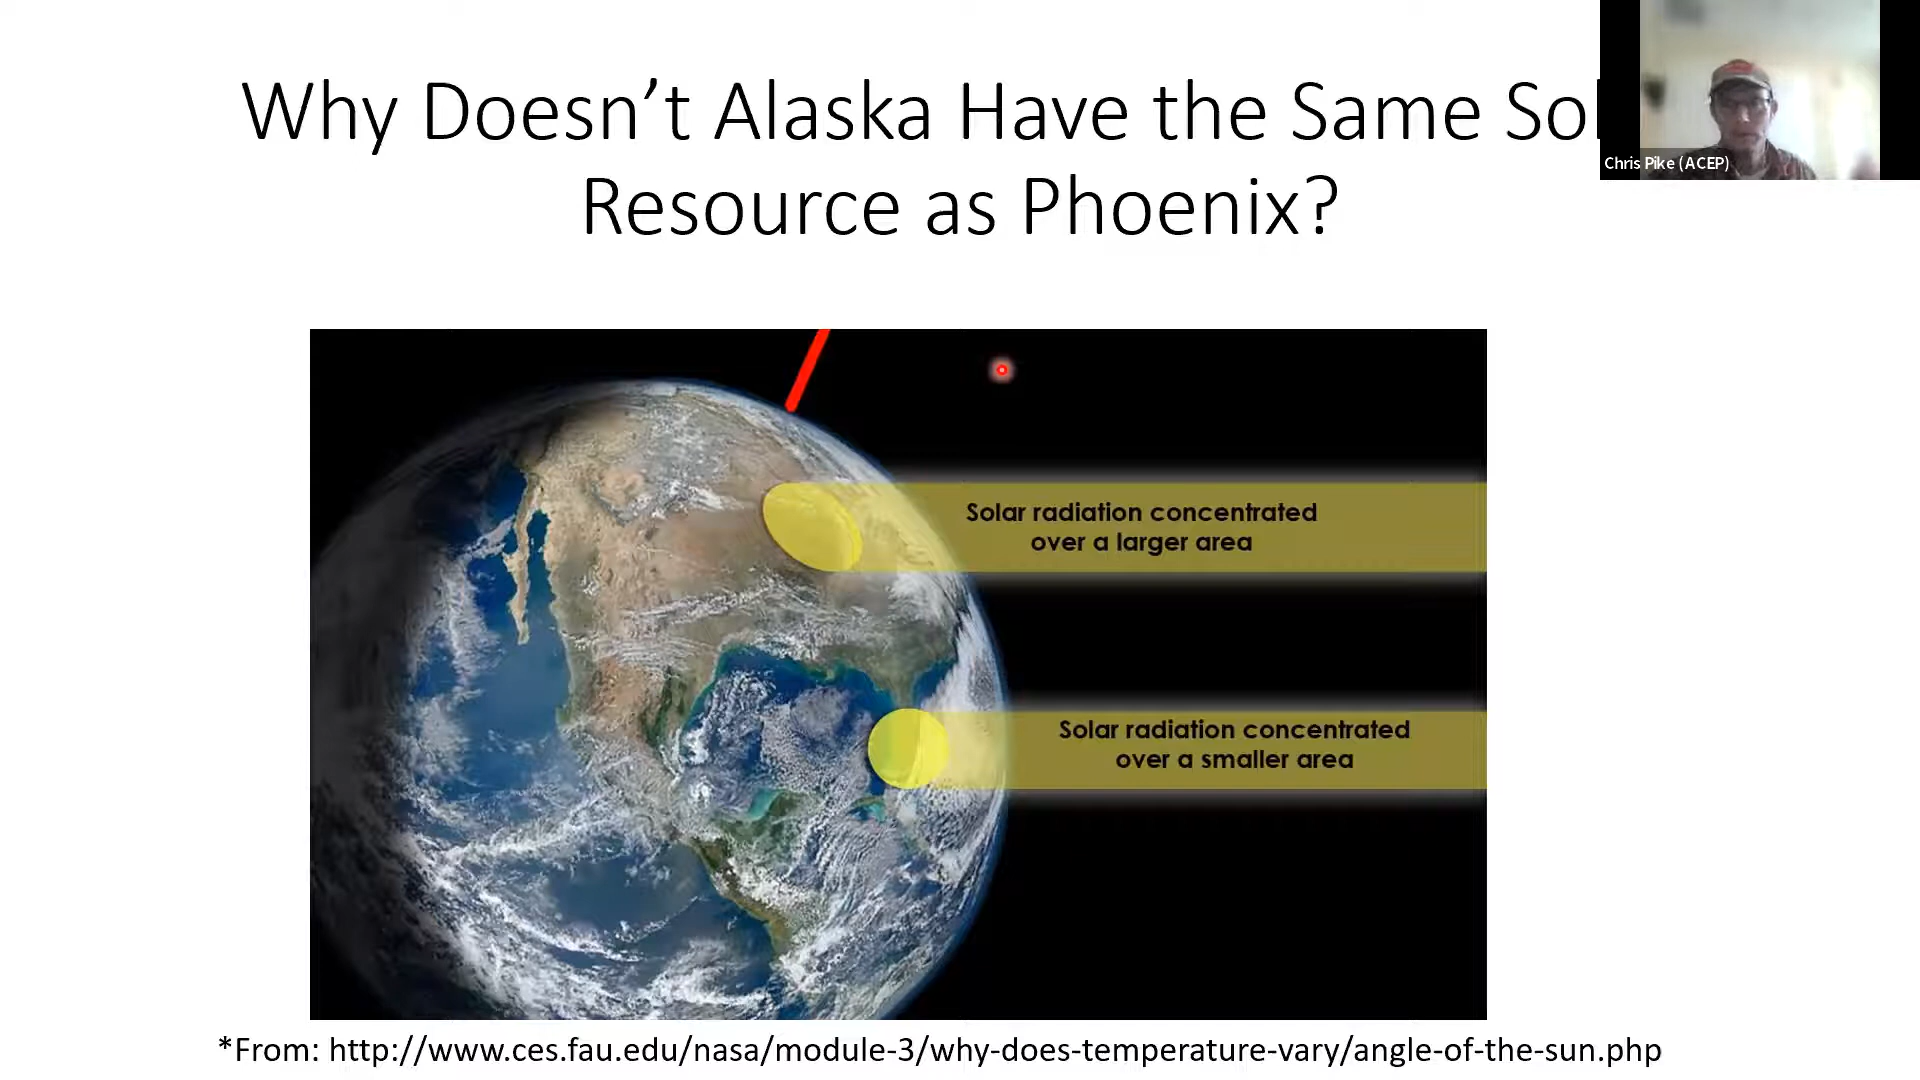 Why Doesn’t Alaska Have the Same Sol
Resource as Phoenix?
Chris Pike (ACEP)
Solar radiation concentrated
over a larger area
Solar radiation concentrated
over a smaller area
*From: http://www.ces.fau.edu/nasa/module-3/why-does-temperature-vary/angle-of-the-sun.php